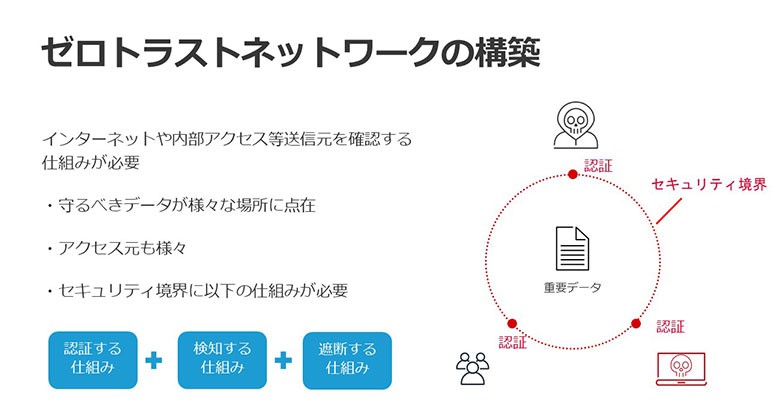 ゼロトラストネットワークの構築
インターネットや内部アクセス等送信元を確認する
仕組みが必要
・守るべきデータが様々な場所に点在
・アクセス元も様々
・セキュリティ境界に以下の仕組みが必要
認証する
仕組み
+
検知する
仕組み
+
遮断する
仕組み
認証
セキュリティ境界
重要データ
認証
認証